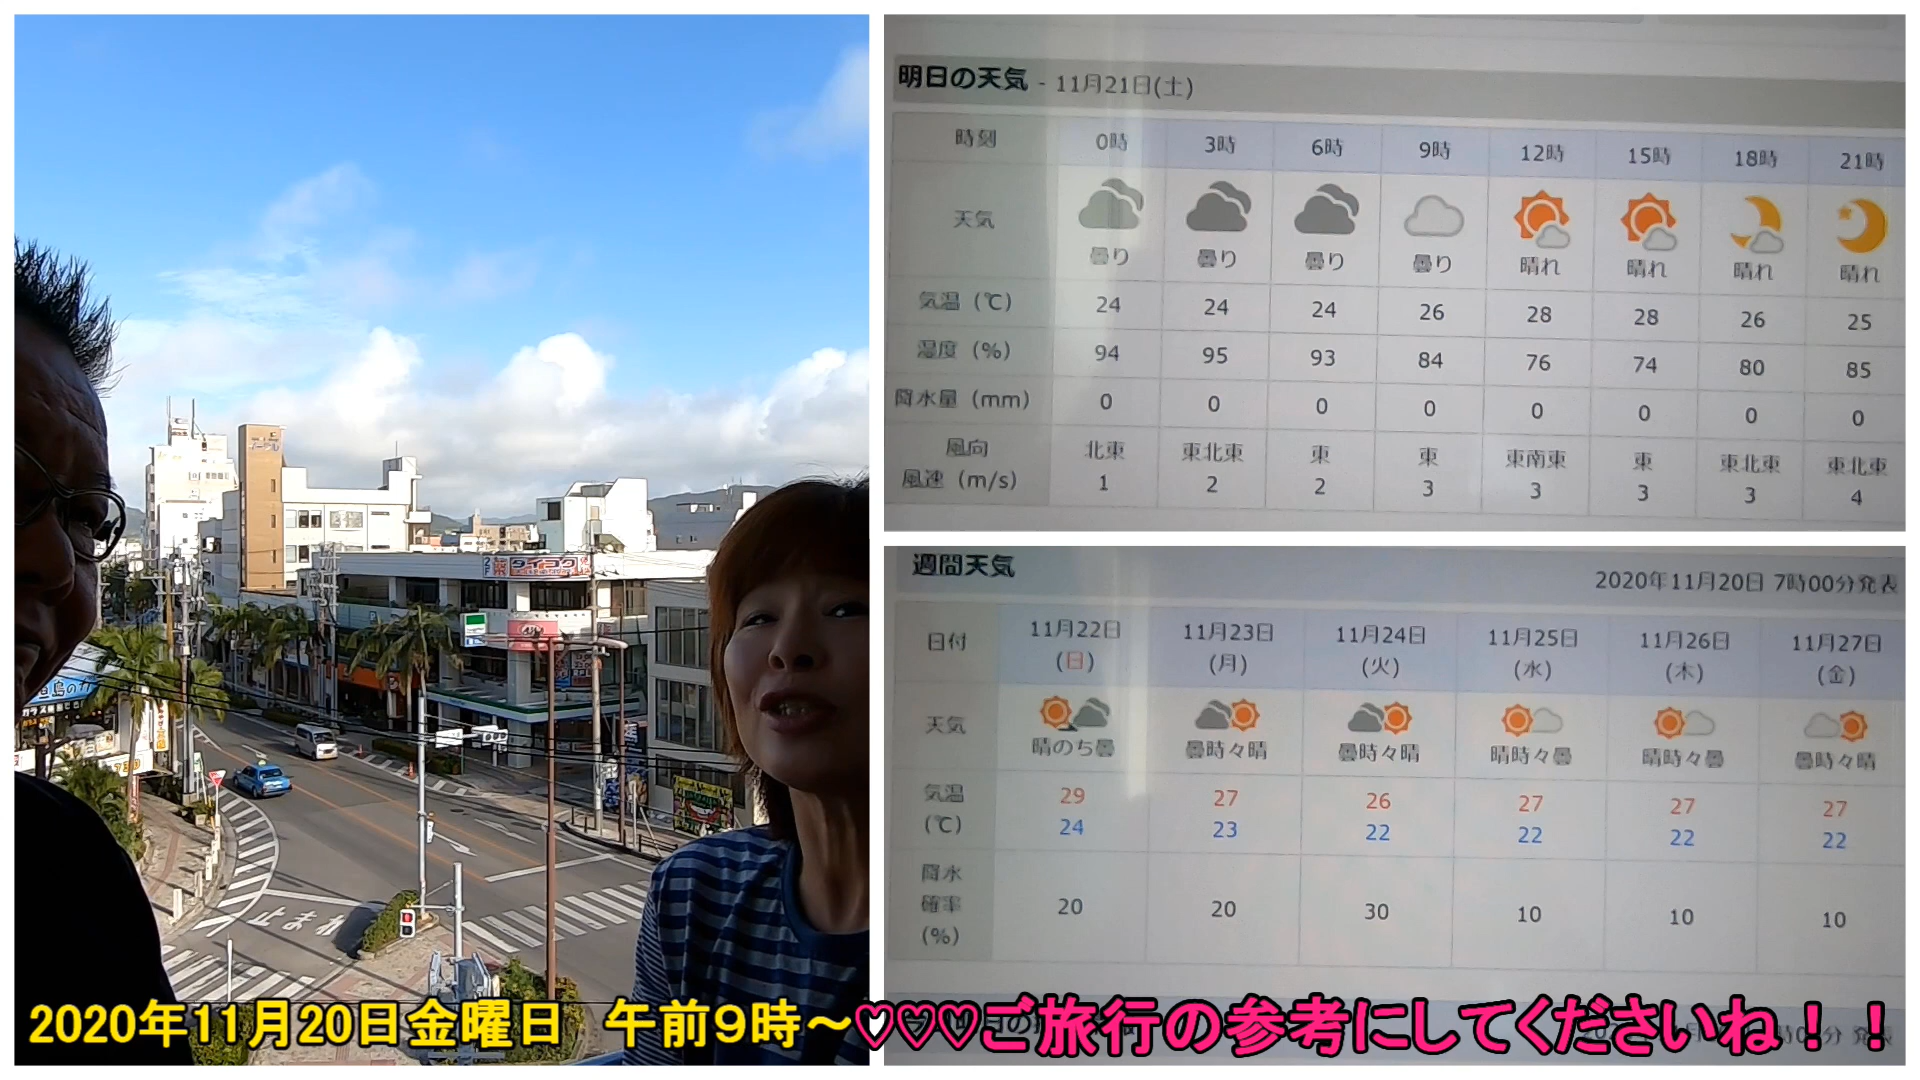 2F
ダイコク
止まれ
2020年11月20日金曜日　午前９時～♡♡♡ご旅行の参考にしてくださいね！！
明日の天気 - 11月21日(土)
時刻 0時 3時 6時 9時 12時 15時 18時 21時
天気 曇り 曇り 曇り 曇り 晴れ 晴れ 晴れ 晴れ
気温 (℃) 24 24 24 26 28 28 26 25
湿度 (%) 94 95 93 84 76 74 80 85
降水量 (mm) 0 0 0 0 0 0 0 0
風向 北東 東北東 東 東 東南東 東 東北東 東北東
風速 (m/s) 1 2 2 3 3 3 3 4
週間天気
2020年11月20日 7時00分発表
日付 11月22日 11月23日 11月24日 11月25日 11月26日 11月27日
(日) (月) (火) (水) (木) (金)
天気 晴のち曇 曇時々晴 曇時々晴 晴時々曇 晴時々曇 曇時々晴
気温 29 27 26 27 27 27
(℃) 24 23 22 22 22 22
降水
確率 20 20 30 10 10 10
(%)